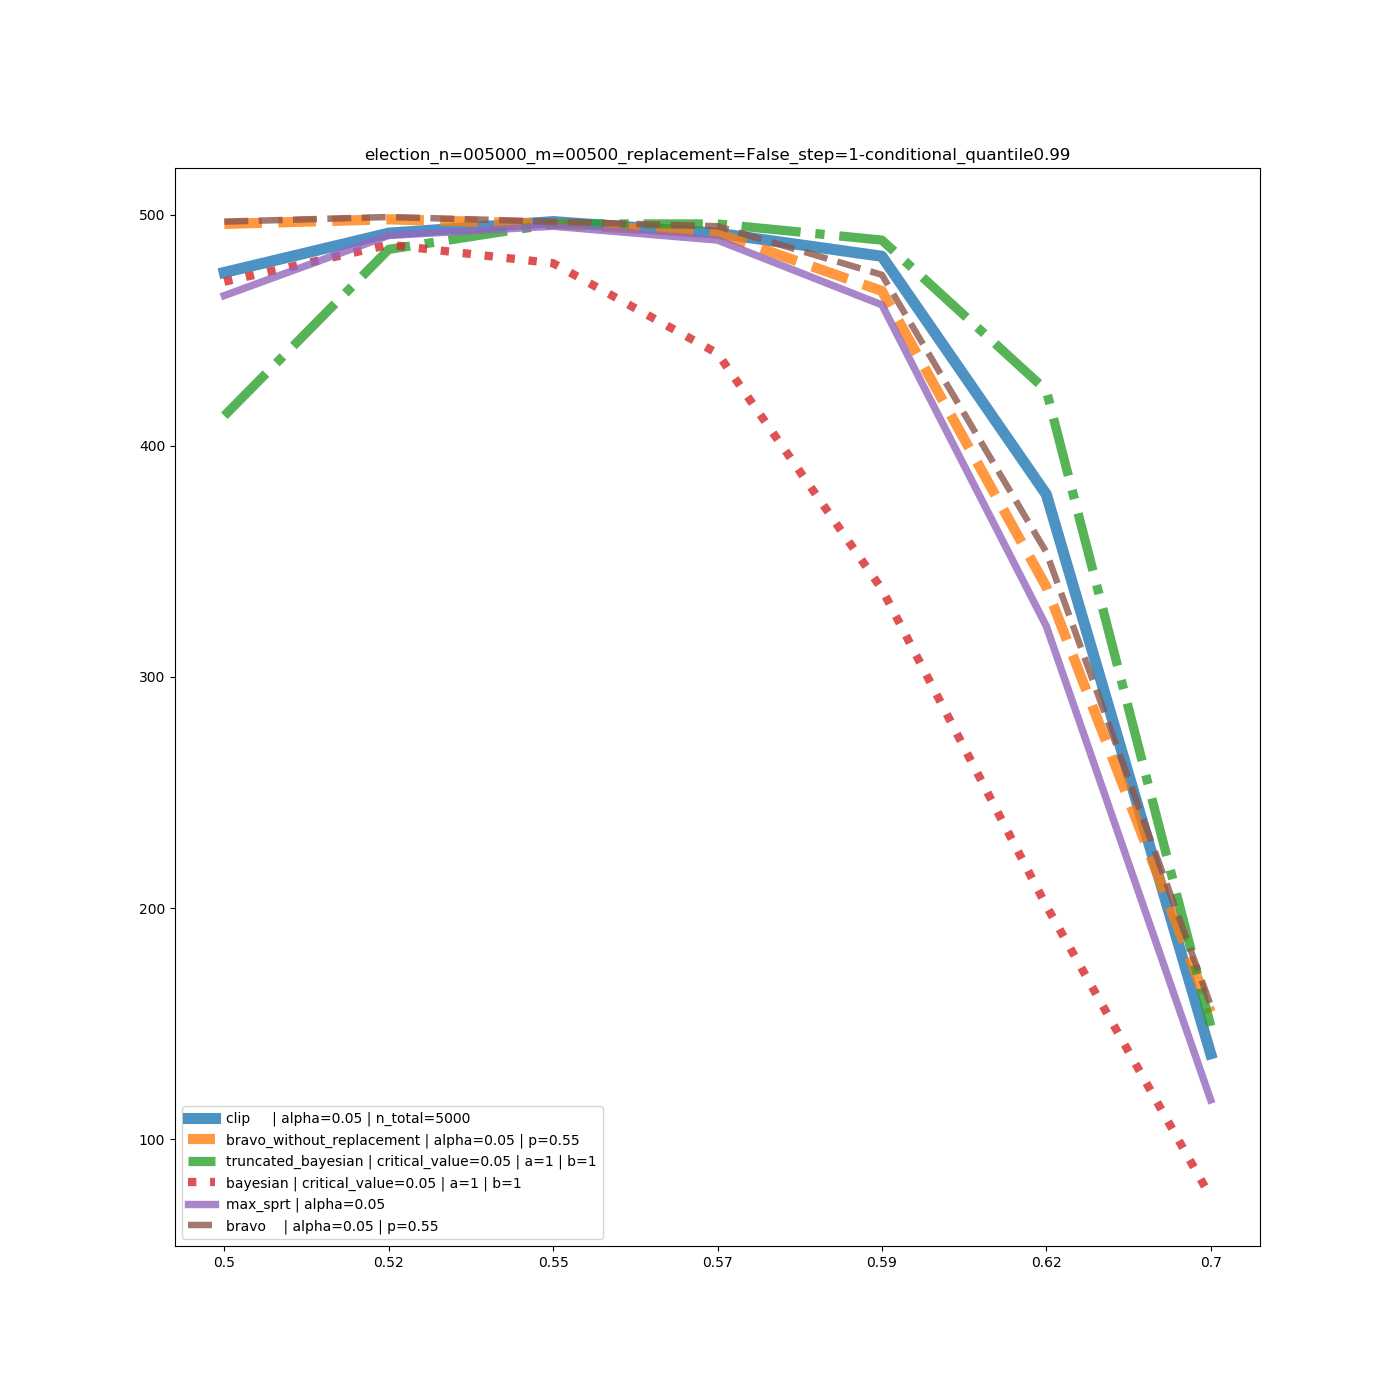 election_n=005000_m=00500_replacement=False_step=1-conditional_quantile0.99
500
400
300
200
100
clip | alpha=0.05 | n_total=5000
bravo_without_replacement | alpha=0.05 | p=0.55
truncated_bayesian | critical_value=0.05 | a=1 | b=1
bayesian | critical_value=0.05 | a=1 | b=1
max_sprt | alpha=0.05
bravo | alpha=0.05 | p=0.55
0.5 0.52 0.55 0.57 0.59 0.62 0.7